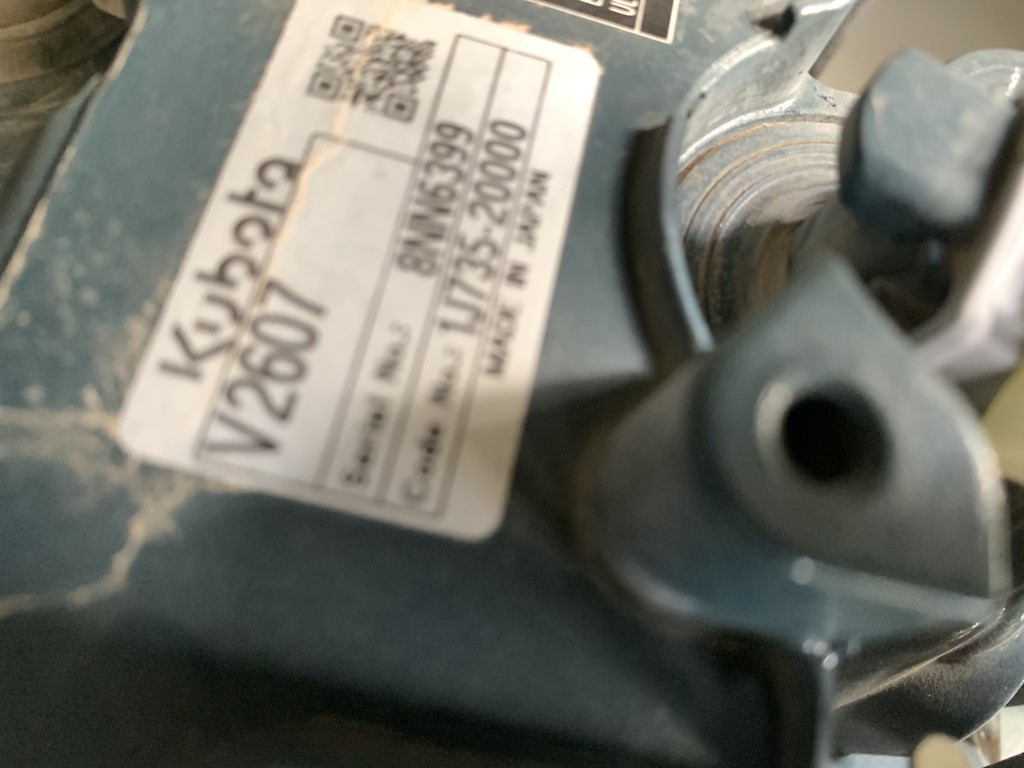 Kubota
V2607
Serial No. 8NN6399
Code No. 1J735-20000
MADE IN JAPAN